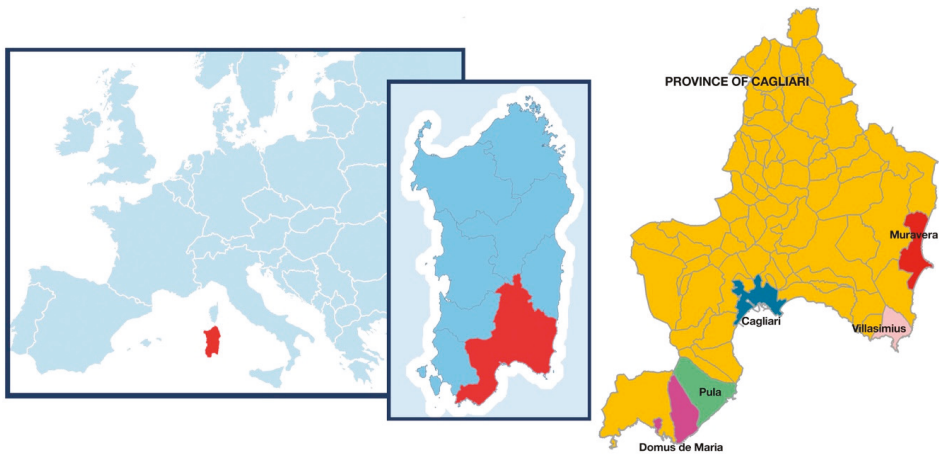 PROVINCE OF CAGLIARI
Muravera
Cagliari
Villasimius
Pula
Domus de Maria